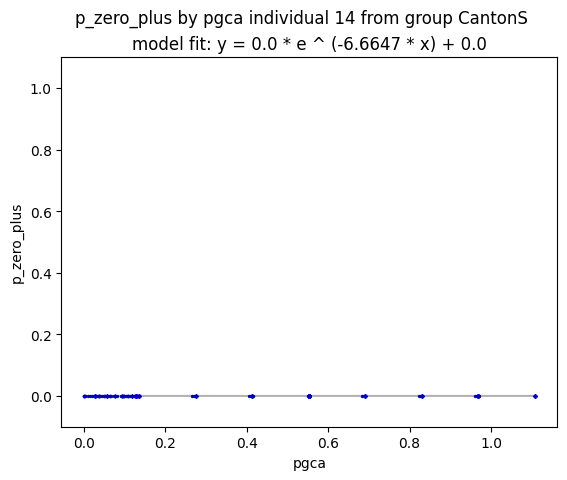 p_zero_plus by pgca individual 14 from group CantonS
model fit: y = 0.0 * e ^ (-6.6647 * x) + 0.0
1.0
0.8
0.6
0.4
0.2
0.0
p_zero_plus
0.0 0.2 0.4 0.6 0.8 1.0
pgca